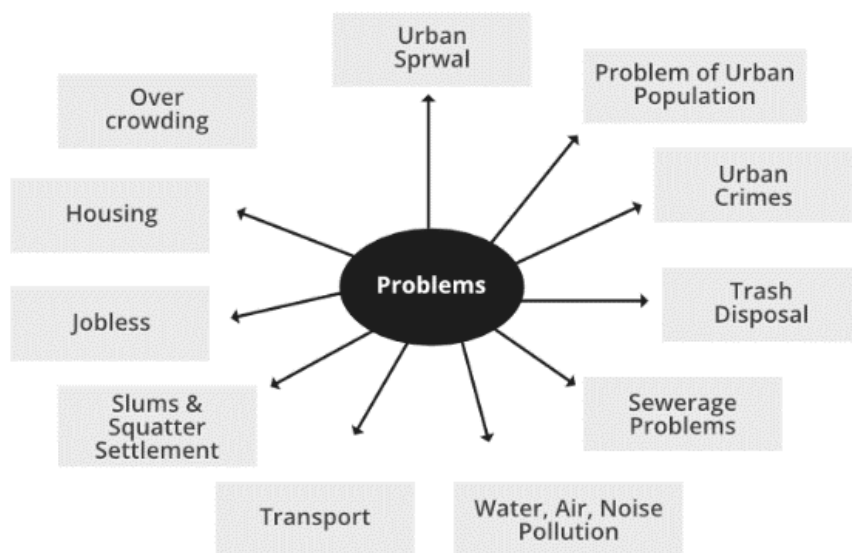 Urban
Sprwal
Problem of Urban
Population
Over
crowding
Urban
Crimes
Housing
Problems
Trash
Disposal
Jobless
Slums &
Squatter
Settlement
Sewerage
Problems
Transport
Water, Air, Noise
Pollution